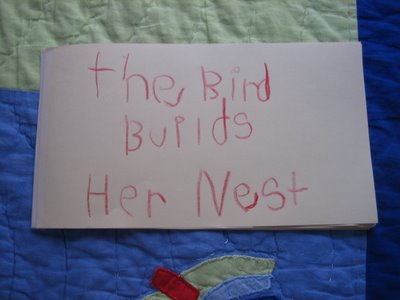 the Bird
Builds
Her Nest